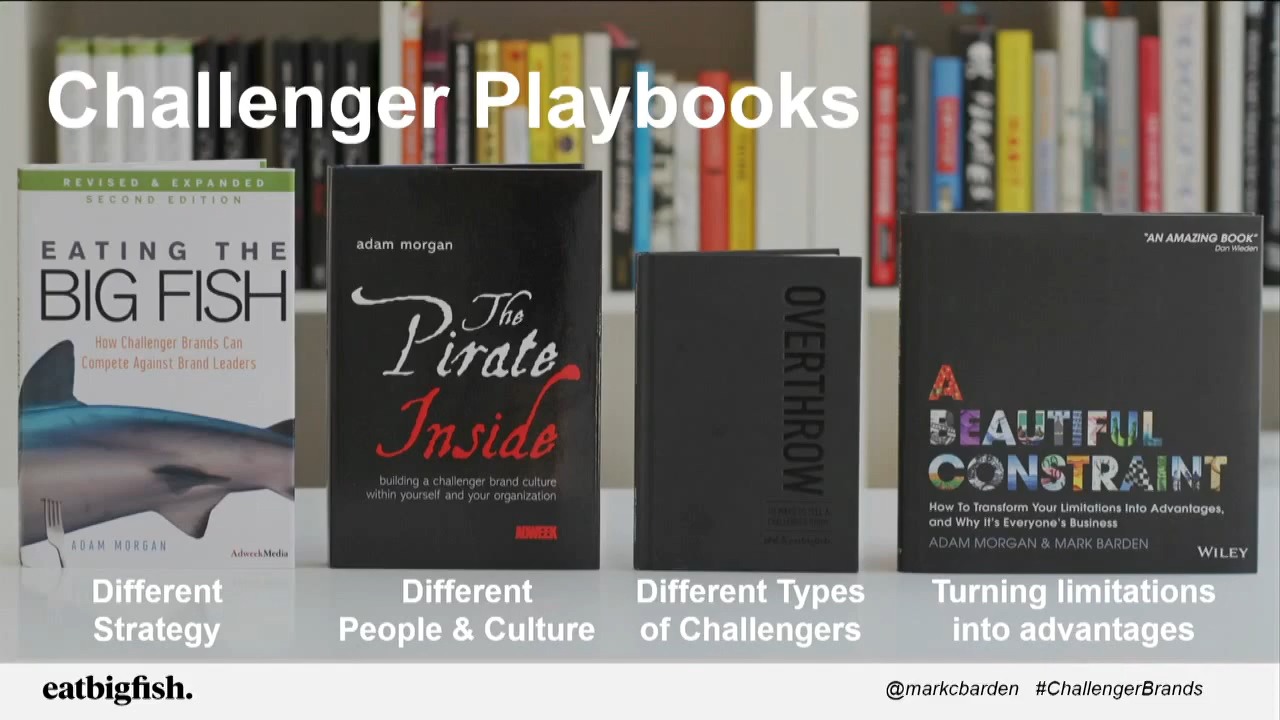 Challenger Playbooks
REVISED & EXPANDED
SECOND EDITION
EATING THE
BIG FISH
How Challenger Brands Can
Compete Against Brand Leaders
ADAM MORGAN
AdweekMedia
adam morgan
The
Pirate
Inside
building a challenger brand culture
within yourself and your organization
ADWEEK
OVERTHROW
"AN AMAZING BOOK"
Dan Wieden
A
BEAUTIFUL
CONSTRAINT
How To Transform Your Limitations Into Advantages,
and Why It's Everyone's Business
ADAM MORGAN & MARK BARDEN
WILEY
Different
Strategy
Different
People & Culture
Different Types
of Challengers
Turning limitations
into advantages
eatbigfish.
@markcbarden #ChallengerBrands